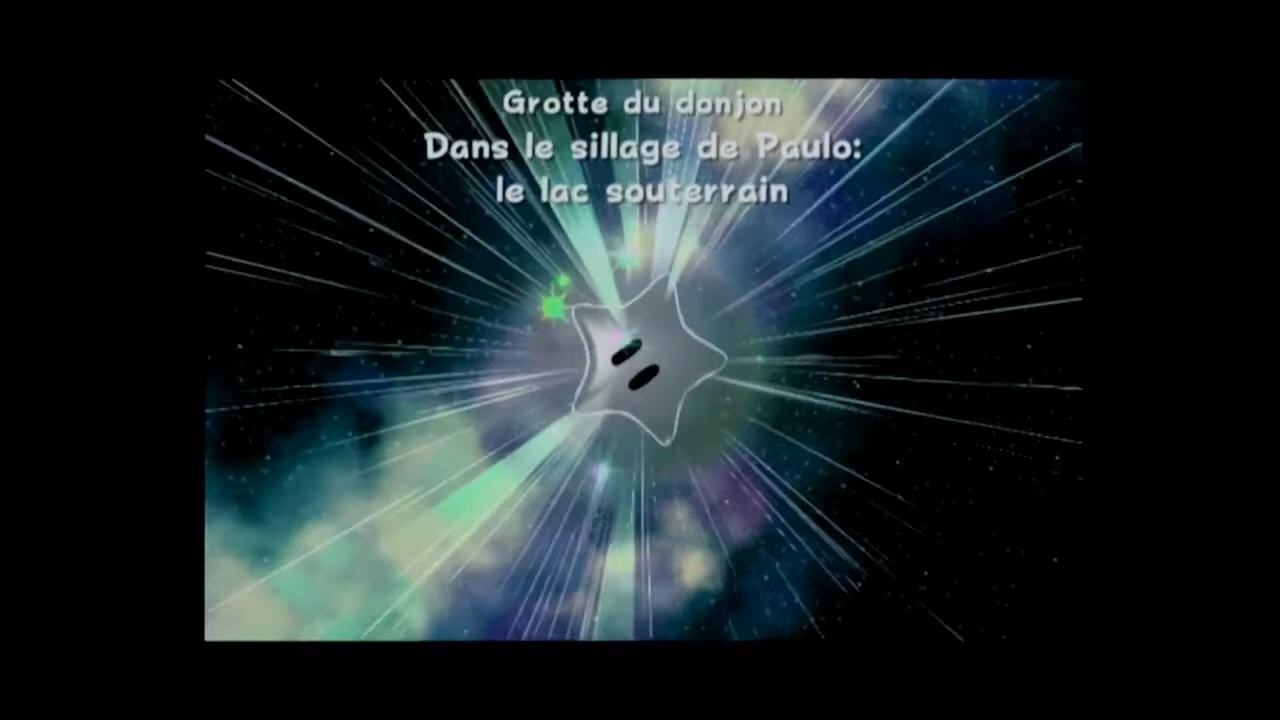 Grotte du donjon
Dans le sillage de Paulo:
le lac souterrain